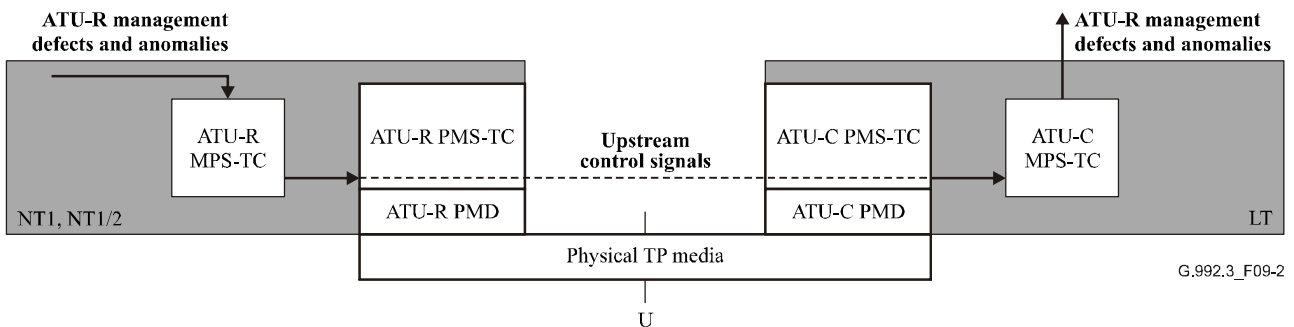 ATU-R management
defects and anomalies
ATU-R management
defects and anomalies
ATU-R
MPS-TC
ATU-R PMS-TC
Upstream
control signals
ATU-C PMS-TC
ATU-C
MPS-TC
NT1, NT1/2
ATU-R PMD
ATU-C PMD
LT
Physical TP media
G.992.3_F09-2
U